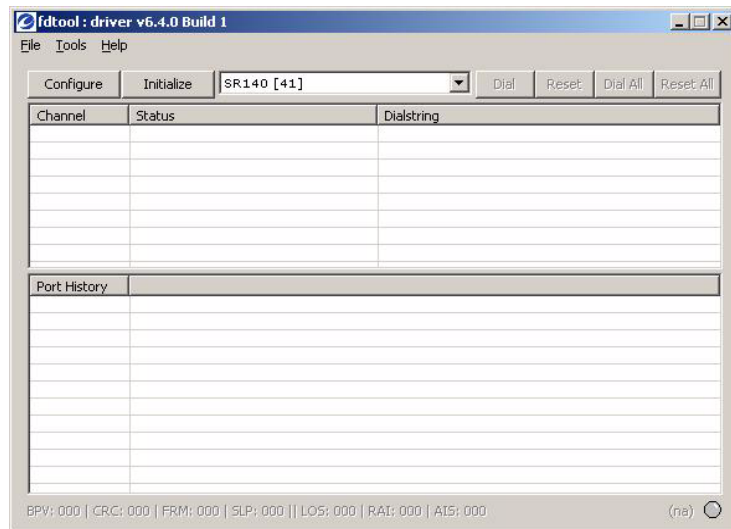 fdtool : driver v6.4.0 Build 1
File Tools Help
Configure Initialize SR140 [41] Dial Reset Dial All Reset All
Channel Status Dialstring
Port History
BPV: 000 | CRC: 000 | FRM: 000 | SLP: 000 || LOS: 000 | RAI: 000 | AIS: 000 (na)